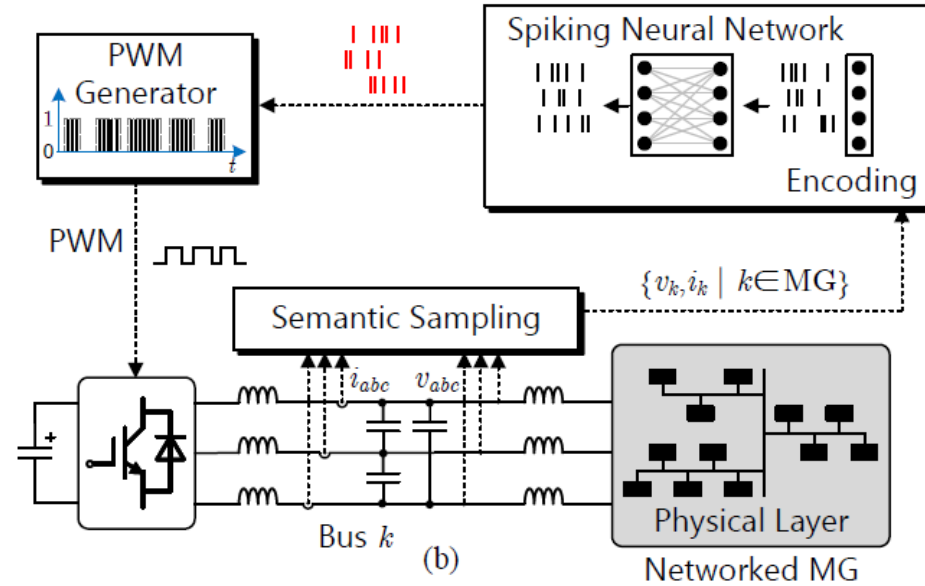 PWM
Generator
1
0
t
Spiking Neural Network
Encoding
PWM
{v_k, i_k | k∈MG}
Semantic Sampling
i_abc
v_abc
+
Bus k
(b)
Physical Layer
Networked MG